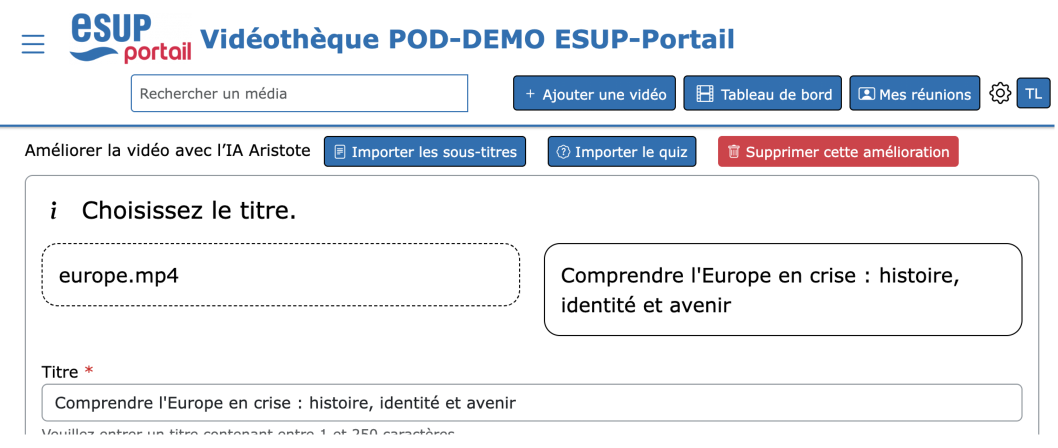 esup
portail
Vidéothèque POD-DEMO ESUP-Portail
Rechercher un média
+ Ajouter une vidéo
Tableau de bord
Mes réunions
TL
Améliorer la vidéo avec l'IA Aristote
Importer les sous-titres
Importer le quiz
Supprimer cette amélioration
i Choisissez le titre.
europe.mp4
Comprendre l'Europe en crise : histoire,
identité et avenir
Titre *
Comprendre l'Europe en crise : histoire, identité et avenir
Veuillez entrer un titre contenant entre 1 et 250 caractères